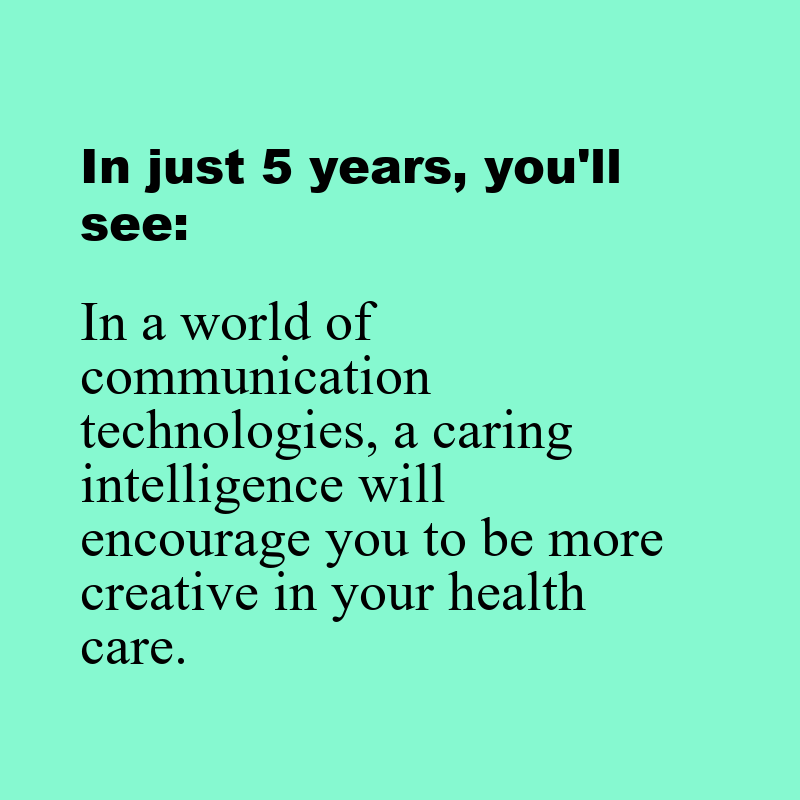 In just 5 years, you'll
see:
In a world of
communication
technologies, a caring
intelligence will
encourage you to be more
creative in your health
care.